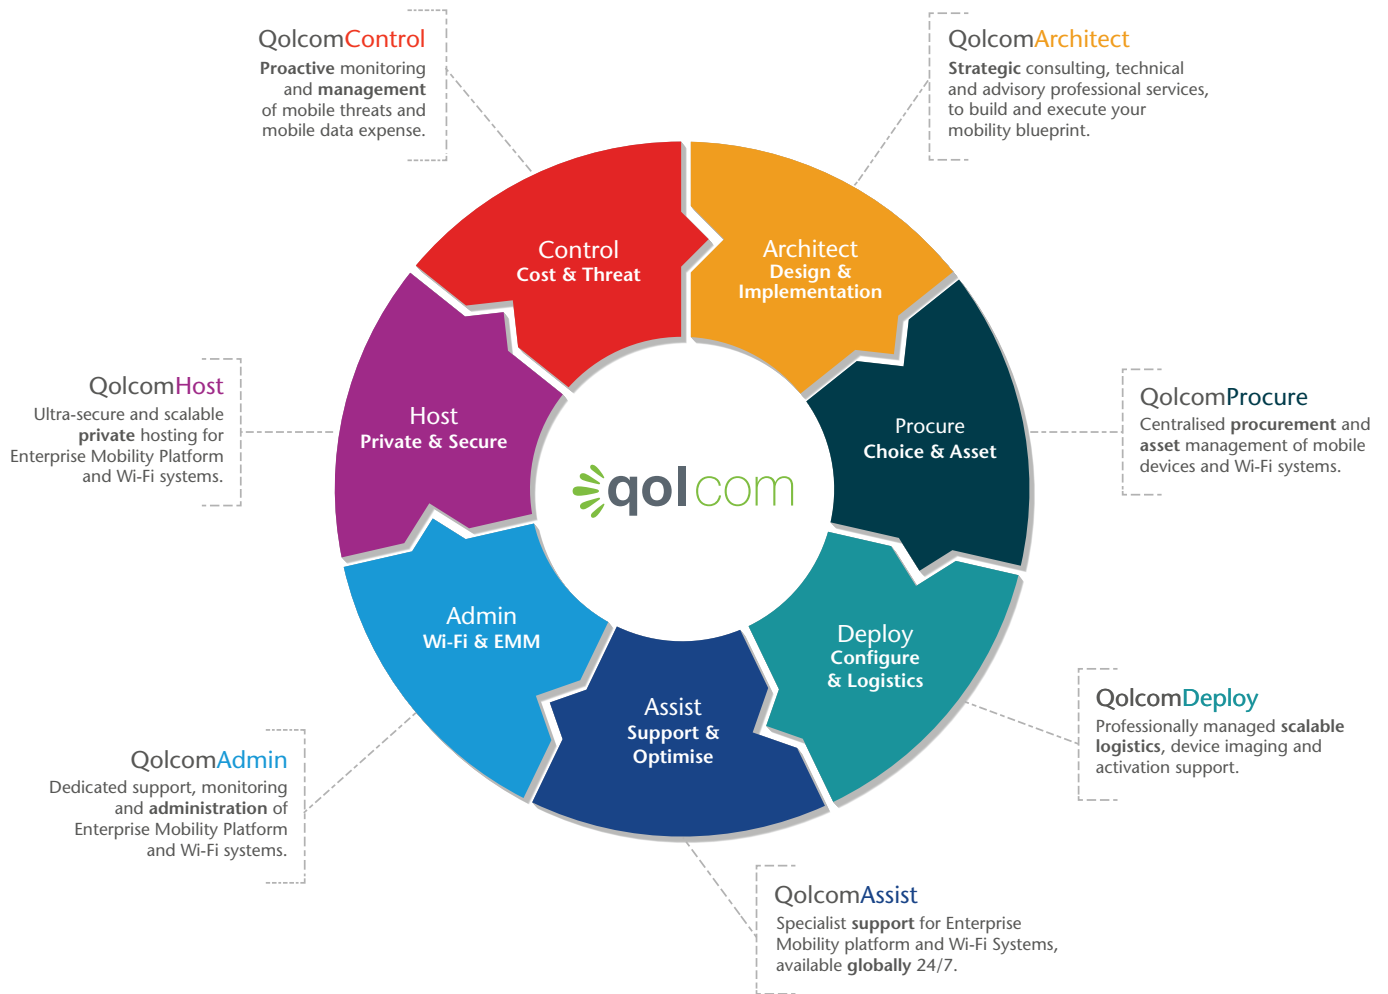 QolcomControl
Proactive monitoring
and management
of mobile threats and
mobile data expense.
QolcomArchitect
Strategic consulting, technical
and advisory professional services,
to build and execute your
mobility blueprint.
Control
Cost & Threat
Architect
Design &
Implementation
QolcomHost
Ultra-secure and scalable
private hosting for
Enterprise Mobility Platform
and Wi-Fi systems.
Host
Private & Secure
qolcom
Procure
Choice & Asset
QolcomProcure
Centralised procurement and
asset management of mobile
devices and Wi-Fi systems.
Admin
Wi-Fi & EMM
Assist
Support &
Optimise
Deploy
Configure
& Logistics
QolcomDeploy
Professionally managed scalable
logistics, device imaging and
activation support.
QolcomAdmin
Dedicated support, monitoring
and administration of
Enterprise Mobility Platform
and Wi-Fi systems.
QolcomAssist
Specialist support for Enterprise
Mobility platform and Wi-Fi Systems,
available globally 24/7.